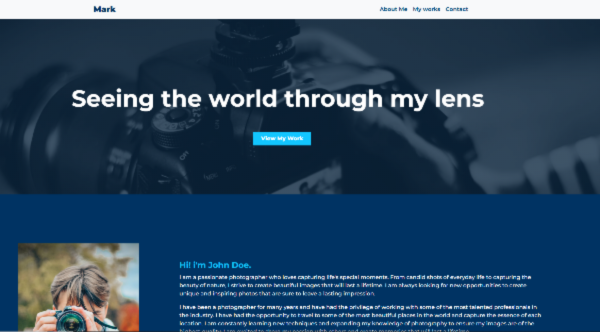 Mark
About Me My works Contact
Seeing the world through my lens
View My Work
Hi! I'm John Doe.
I am a passionate photographer who loves capturing life's special moments. From candid shots of everyday life to capturing the
beauty of nature, I strive to create beautiful images that will last a lifetime. I am always looking for new opportunities to create
unique and inspiring photos that are sure to leave a lasting impression.
I have been a photographer for many years and have had the privilege of working with some of the most talented professionals in
the industry. I have had the opportunity to travel to some of the most beautiful places in the world and capture the essence of each
location. I am constantly learning new techniques and expanding my knowledge of photography to ensure my images are of the